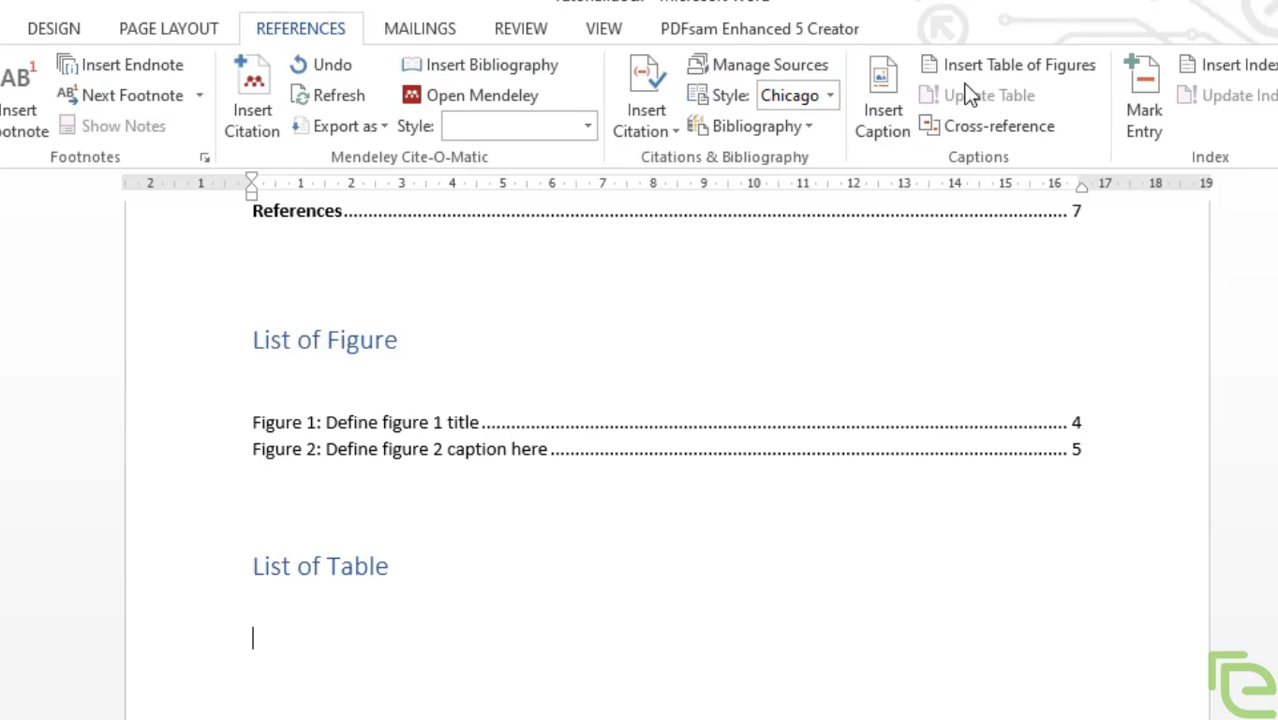 DESIGN PAGE LAYOUT REFERENCES MAILINGS REVIEW VIEW PDFsam Enhanced 5 Creator
AB1 Insert Endnote Undo Insert Bibliography Manage Sources Insert Table of Figures Insert Index
Next Footnote Refresh Open Mendeley Style: Chicago Update Table Update Ind
Insert Insert Insert Insert Mark
ootnote Show Notes Citation Export as Style: Citation Bibliography Caption Cross-reference Entry
Footnotes Mendeley Cite-O-Matic Citations & Bibliography Captions Index
2 1 1 2 3 4 5 6 7 8 9 10 11 12 13 14 15 16 17 18 19
References 7
List of Figure
Figure 1: Define figure 1 title 4
Figure 2: Define figure 2 caption here 5
List of Table